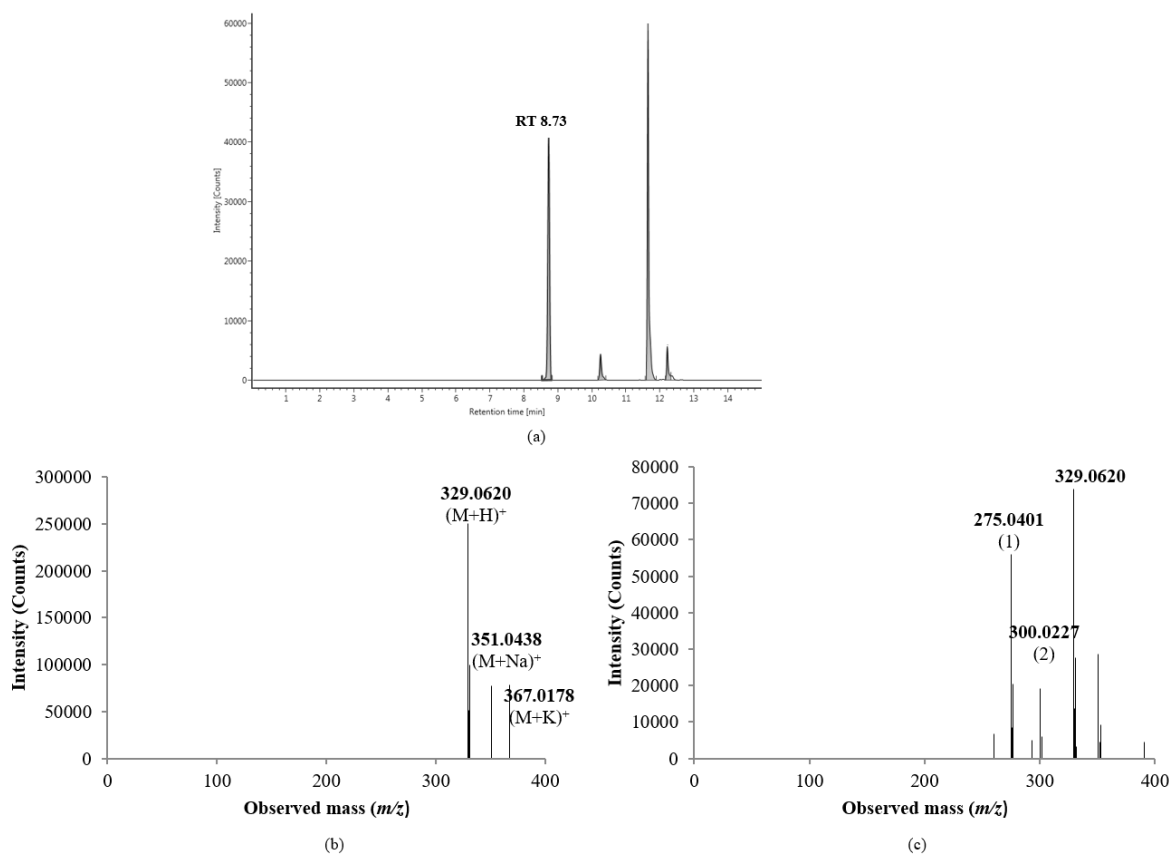 60000
50000
RT 8.73
40000
Intensity [Counts]
30000
20000
10000
0
1 2 3 4 5 6 7 8 9 10 11 12 13 14
Retention time [min]
(a)
300000
250000
200000
150000
100000
50000
0
Intensity (Counts)
329.0620
(M+H)⁺
351.0438
(M+Na)⁺
367.0178
(M+K)⁺
0 100 200 300 400
Observed mass (m/z)
(b)
80000
70000
60000
50000
40000
30000
20000
10000
0
Intensity (Counts)
329.0620
275.0401
(1)
300.0227
(2)
0 100 200 300 400
Observed mass (m/z)
(c)